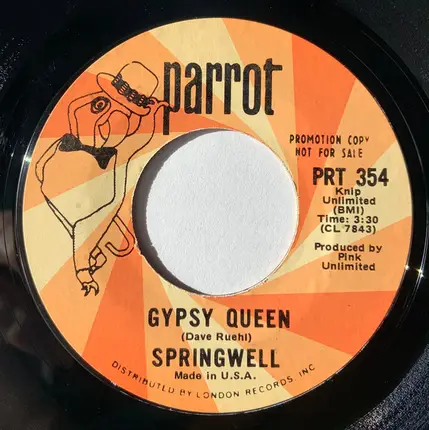 parrot
PROMOTION COPY
NOT FOR SALE
PRT 354
Knip
Unlimited
(BMI)
Time: 3:30
(CL 7843)
Produced by
Pink
Unlimited
GYPSY QUEEN
(Dave Ruehl)
SPRINGWELL
Made in U.S.A.
DISTRIBUTED BY LONDON RECORDS, INC